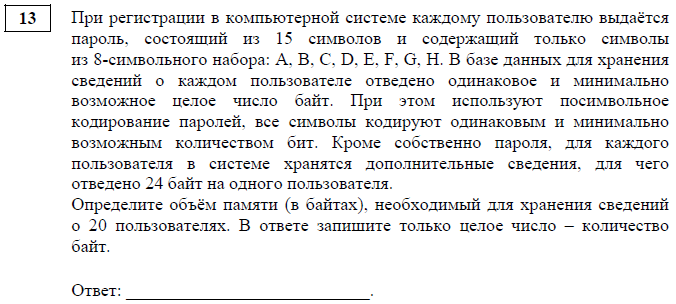 13
При регистрации в компьютерной системе каждому пользователю выдаётся
пароль, состоящий из 15 символов и содержащий только символы
из 8-символьного набора: A, B, C, D, E, F, G, H. В базе данных для хранения
сведений о каждом пользователе отведено одинаковое и минимально
возможное целое число байт. При этом используют посимвольное
кодирование паролей, все символы кодируют одинаковым и минимально
возможным количеством бит. Кроме собственно пароля, для каждого
пользователя в системе хранятся дополнительные сведения, для чего
отведено 24 байт на одного пользователя.
Определите объём памяти (в байтах), необходимый для хранения сведений
о 20 пользователях. В ответе запишите только целое число – количество
байт.
Ответ: ___________________________.